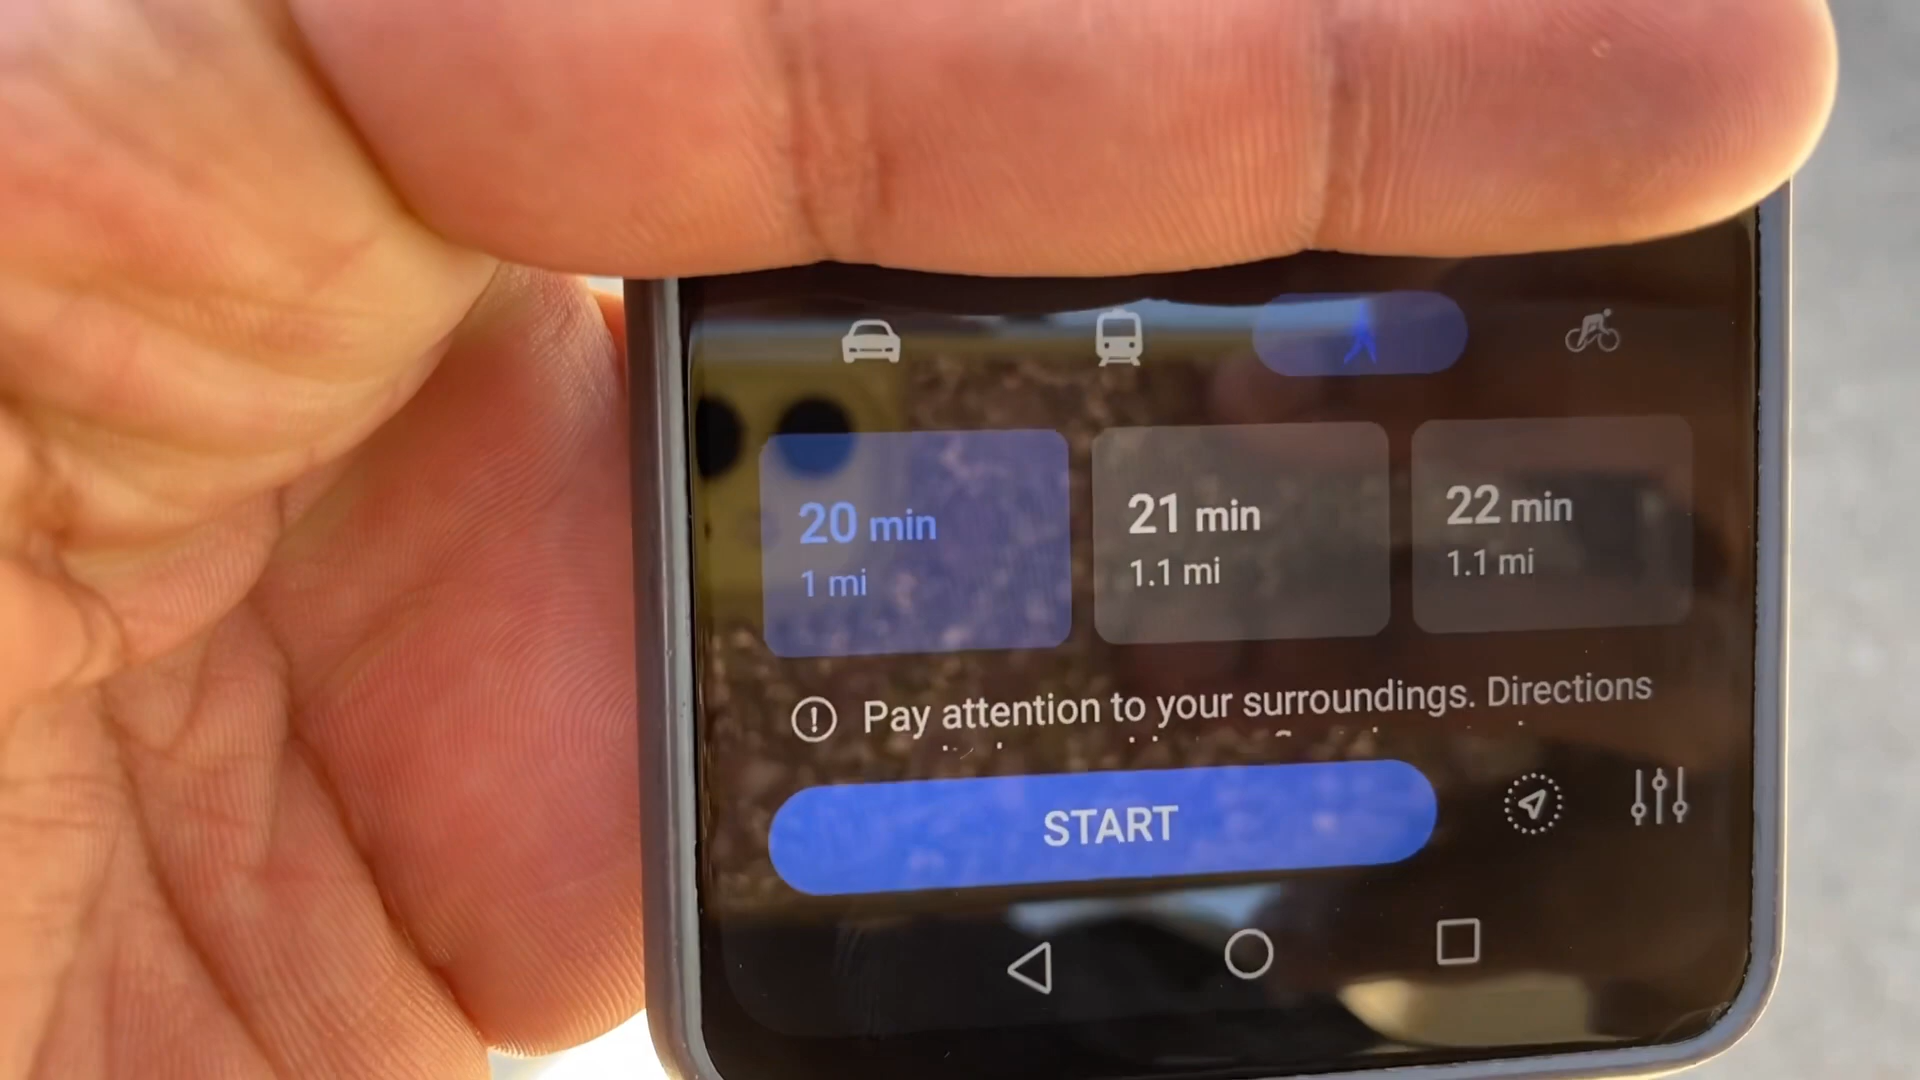 20 min
1 mi
21 min
1.1 mi
22 min
1.1 mi
Pay attention to your surroundings. Directions
START